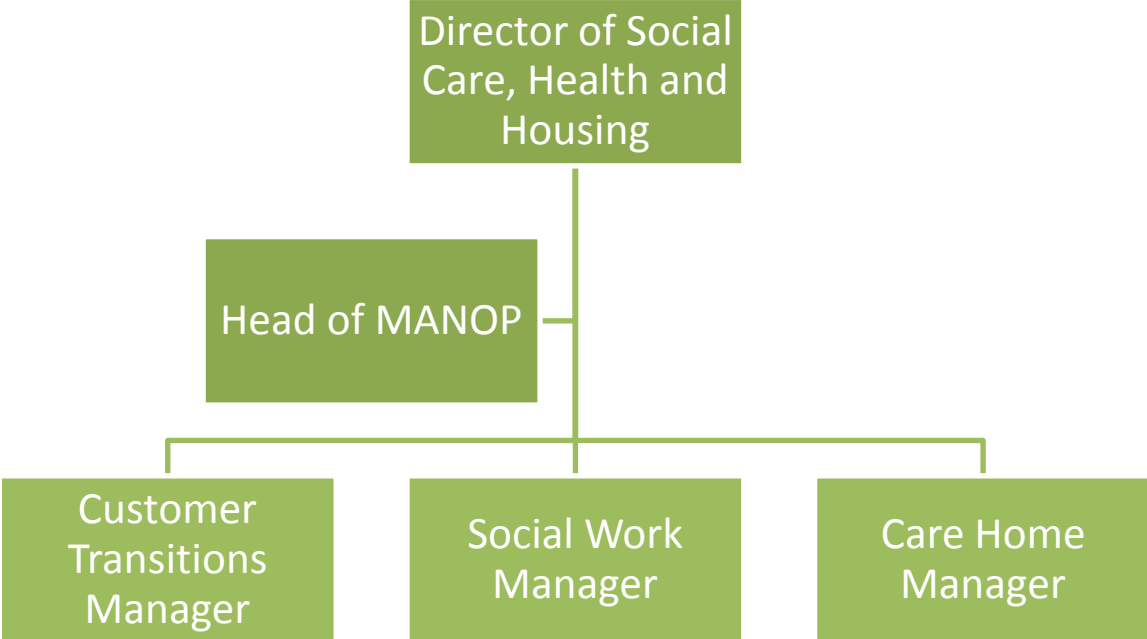 Director of Social
Care, Health and
Housing
Head of MANOP
Customer
Transitions
Manager
Social Work
Manager
Care Home
Manager